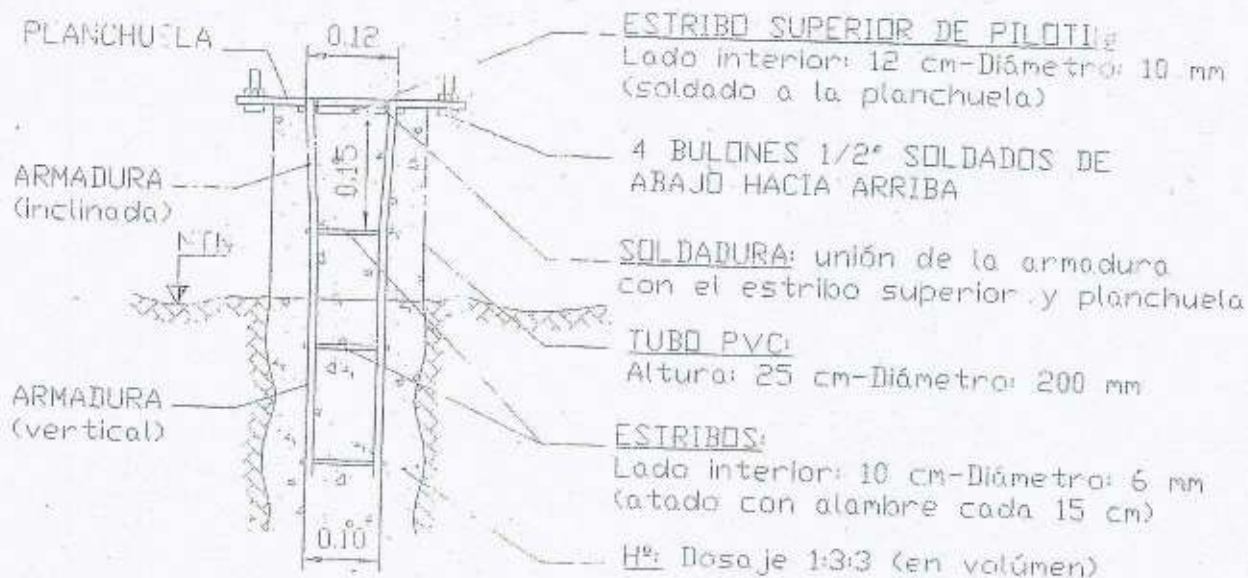 PLANCHUELA
0.12
ARMADURA
(inclinada)
0.15
ARMADURA
(vertical)
0.10
ESTRIBO SUPERIOR DE PILOTIN:
Lado interior: 12 cm-Diámetro: 10 mm
(soldado a la planchuela)
4 BULONES 1/2" SOLDADOS DE
ABAJO HACIA ARRIBA
SOLDADURA: unión de la armadura
con el estribo superior y planchuela
TUBO PVC:
Altura: 25 cm-Diámetro: 200 mm
ESTRIBOS:
Lado interior: 10 cm-Diámetro: 6 mm
(atado con alambre cada 15 cm)
Hº: Dosaje 1:3:3 (en volúmen)